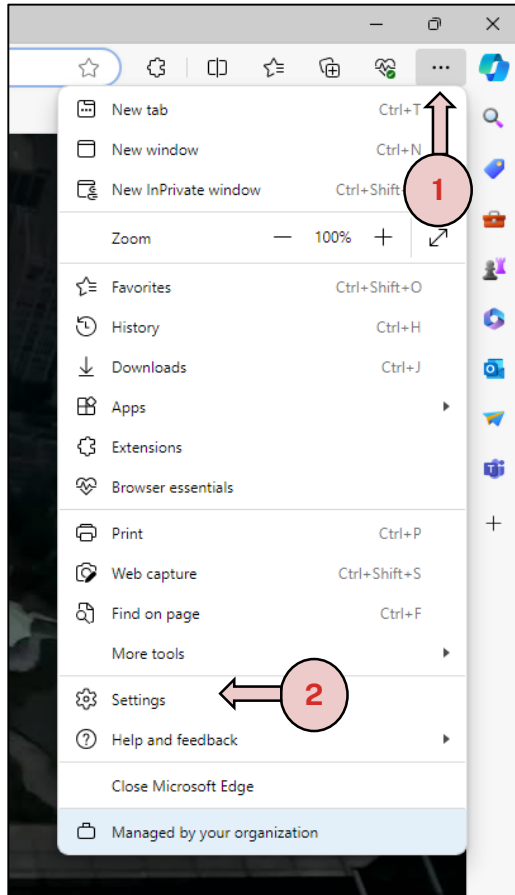 New tab Ctrl+T
New window Ctrl+N
New InPrivate window Ctrl+Shift+
1
Zoom — 100% +
Favorites Ctrl+Shift+O
History Ctrl+H
Downloads Ctrl+J
Apps
Extensions
Browser essentials
Print Ctrl+P
Web capture Ctrl+Shift+S
Find on page Ctrl+F
More tools
Settings 2
Help and feedback
Close Microsoft Edge
Managed by your organization